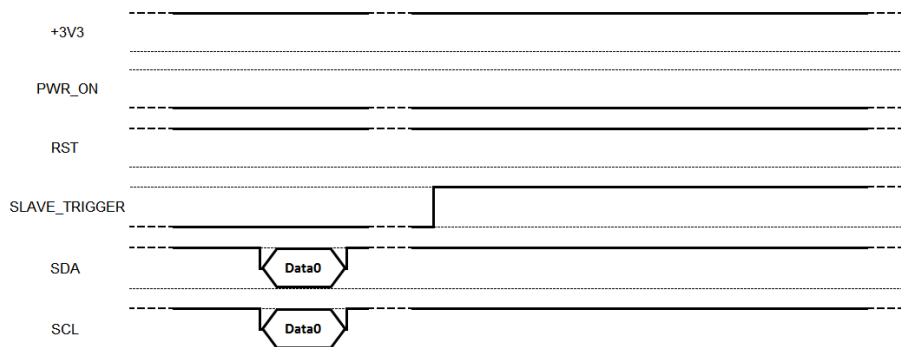 +3V3
PWR_ON
RST
SLAVE_TRIGGER
SDA
Data0
SCL
Data0